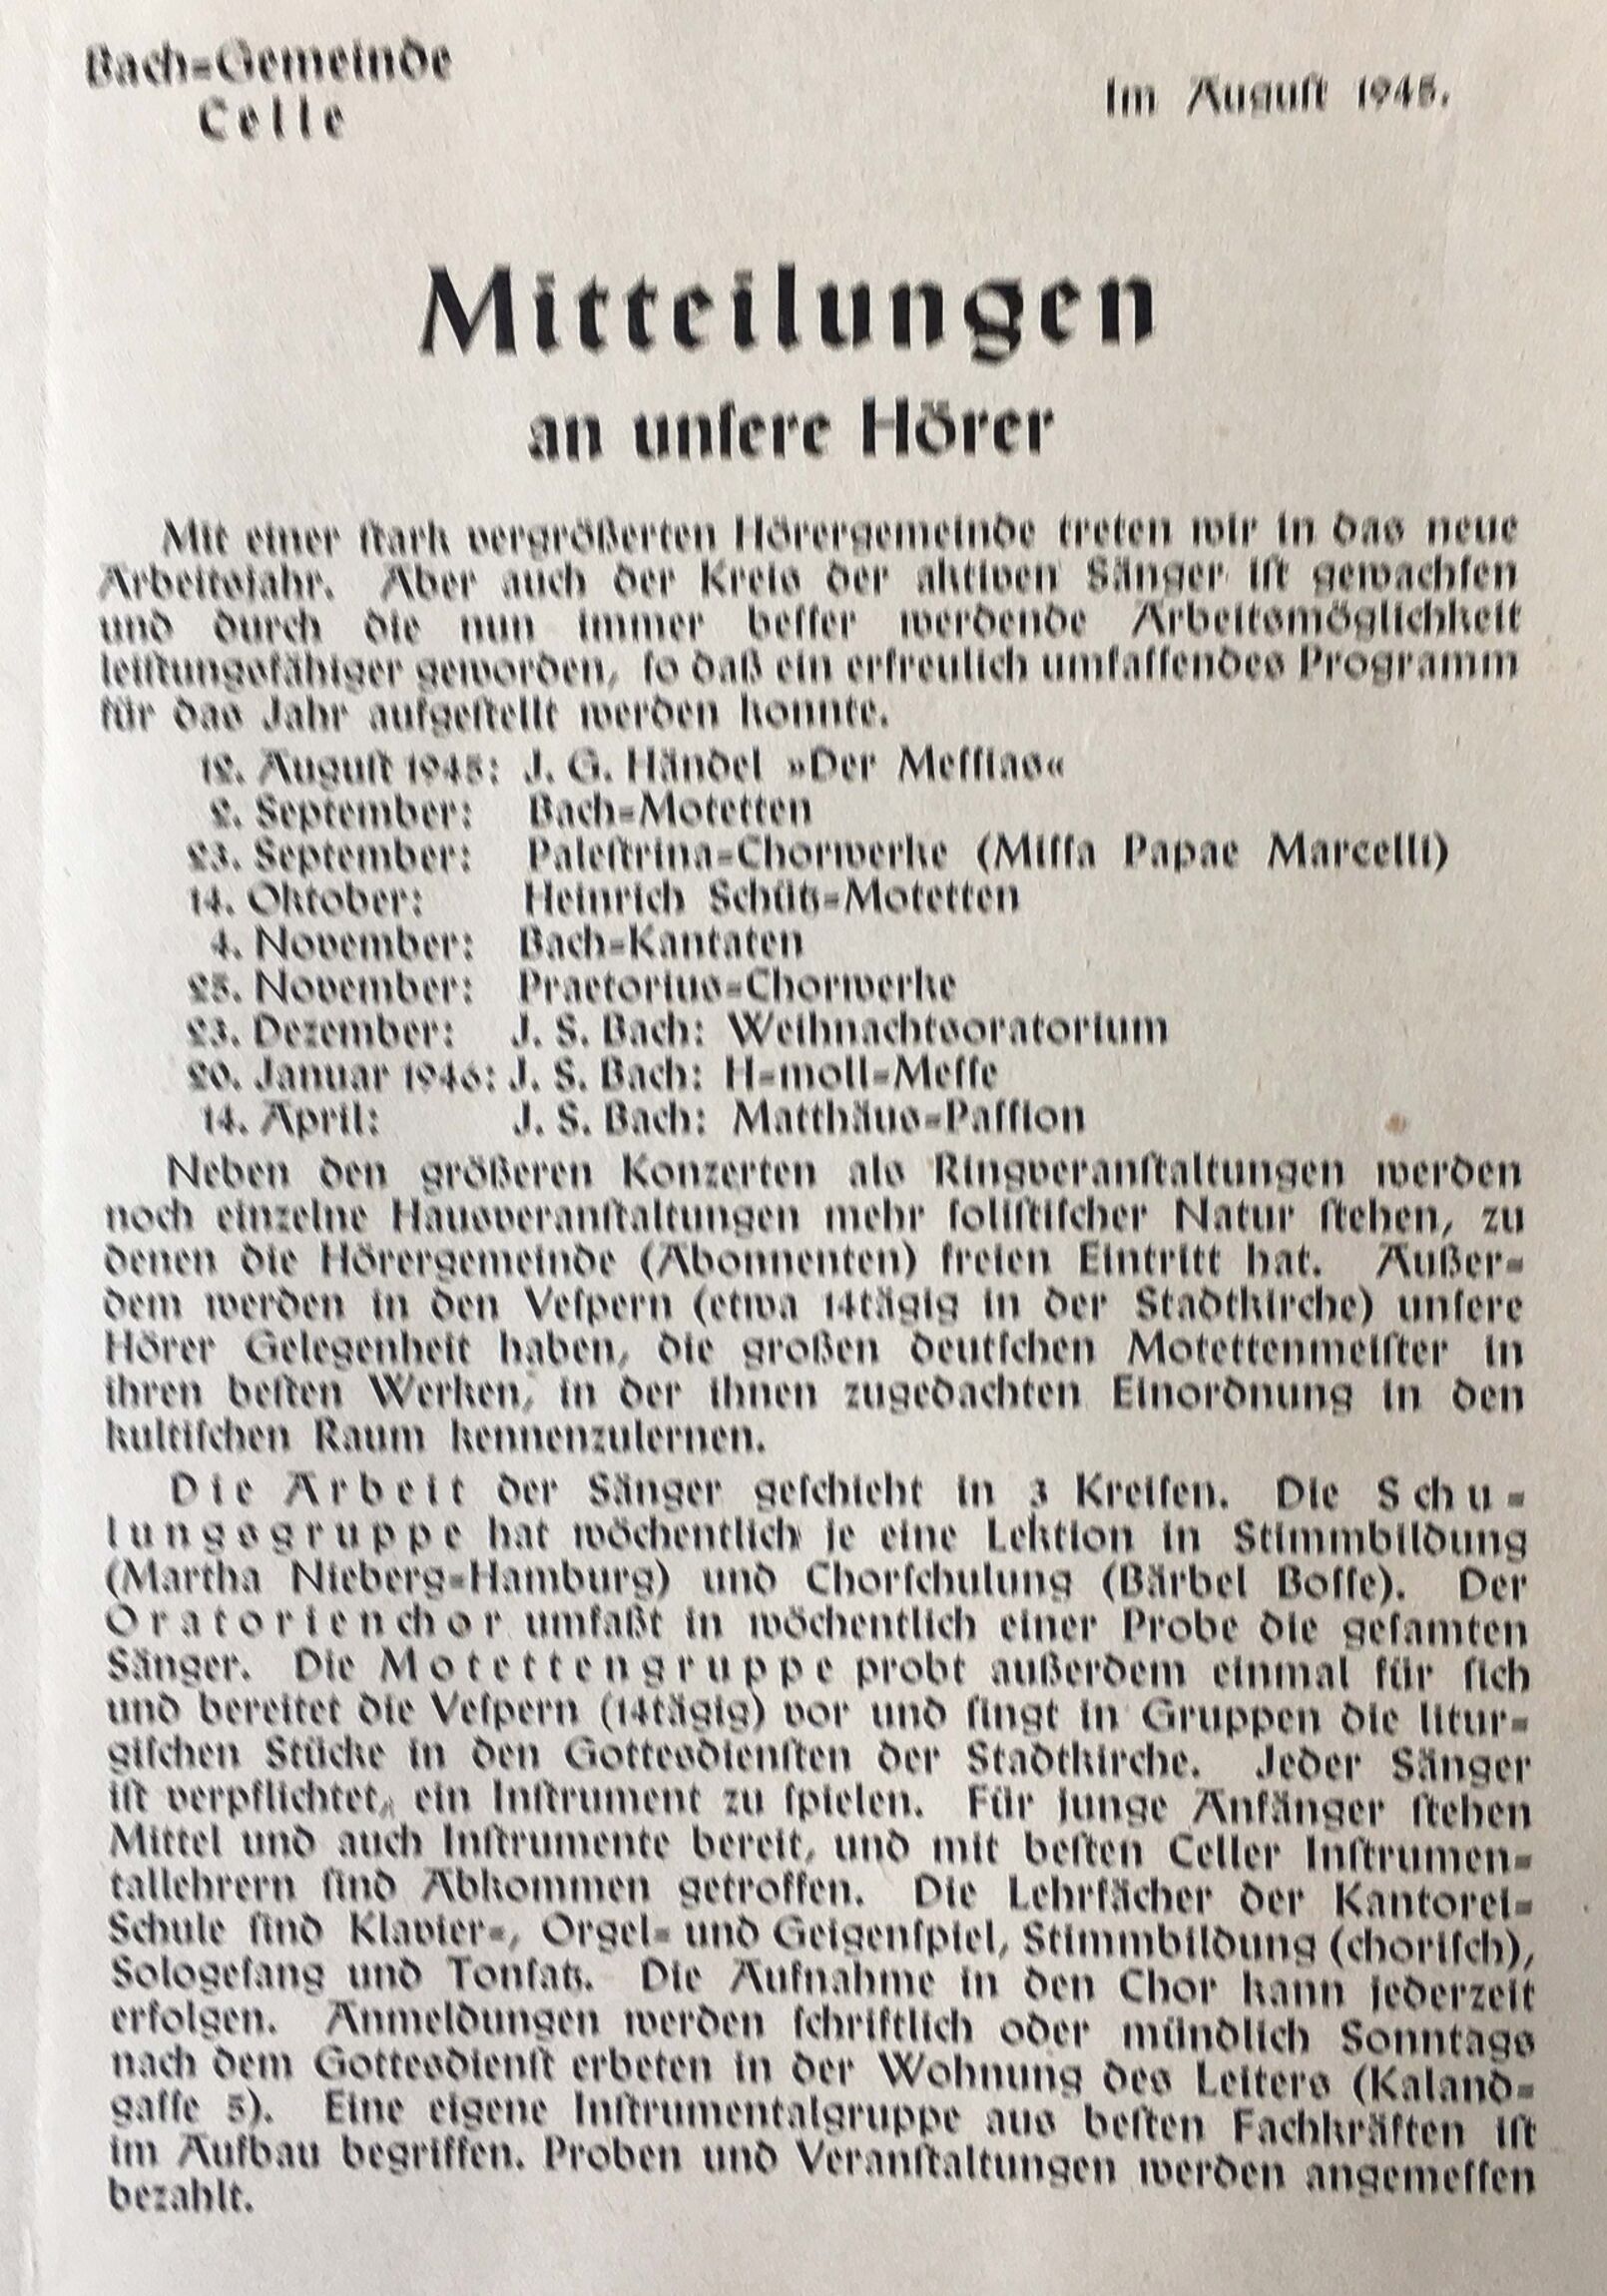 Bach=Gemeinde
Celle
Im Auguſt 1945.
Mitteilungen
an unſere Hörer
Mit einer ſtark vergrößerten Hörergemeinde treten wir in das neue
Arbeitsjahr. Aber auch der Kreis der aktiven Sänger iſt gewachſen
und durch die nun immer beſſer werdende Arbeitsmöglichkeit
leiſtungsfähiger geworden, ſo daß ein erfreulich umfaſſendes Programm
für das Jahr aufgeſtellt werden konnte.
12. Auguſt 1945: J. G. Händel »Der Meſſias«
2. September: Bach=Motetten
23. September: Paleſtrina=Chorwerke (Miſſa Papae Marcelli)
14. Oktober: Heinrich Schütz=Motetten
4. November: Bach=Kantaten
25. November: Praetorius=Chorwerke
23. Dezember: J. S. Bach: Weihnachtsoratorium
20. Januar 1946: J. S. Bach: H=moll=Meſſe
14. April: J. S. Bach: Matthäus=Paſſion
Neben den größeren Konzerten als Ringveranſtaltungen werden
noch einzelne Hausveranſtaltungen mehr ſoliſtiſcher Natur ſtehen, zu
denen die Hörergemeinde (Abonnenten) freien Eintritt hat. Außer=
dem werden in den Veſpern (etwa 14tägig in der Stadtkirche) unſere
Hörer Gelegenheit haben, die großen deutſchen Motettenmeiſter in
ihren beſten Werken, in der ihnen zugedachten Einordnung in den
kultiſchen Raum kennenzulernen.
Die Arbeit der Sänger geſchieht in 3 Kreiſen. Die Schu=
lungsgruppe hat wöchentlich je eine Lektion in Stimmbildung
(Martha Nieberg=Hamburg) und Chorſchulung (Bärbel Boſſe). Der
Oratorienchor umfaßt in wöchentlich einer Probe die geſamten
Sänger. Die Motettengruppe probt außerdem einmal für ſich
und bereitet die Veſpern (14tägig) vor und ſingt in Gruppen die litur=
giſchen Stücke in den Gottesdienſten der Stadtkirche. Jeder Sänger
iſt verpflichtet, ein Inſtrument zu ſpielen. Für junge Anfänger ſtehen
Mittel und auch Inſtrumente bereit, und mit beſten Celler Inſtrumen=
tallehrern ſind Abkommen getroffen. Die Lehrfächer der Kantorei=
Schule ſind Klavier=, Orgel= und Geigenſpiel, Stimmbildung (choriſch),
Sologeſang und Tonſatz. Die Aufnahme in den Chor kann jederzeit
erfolgen. Anmeldungen werden ſchriftlich oder mündlich Sonntags
nach dem Gottesdienſt erbeten in der Wohnung des Leiters (Kaland=
gaſſe 5). Eine eigene Inſtrumentalgruppe aus beſten Fachkräften iſt
im Aufbau begriffen. Proben und Veranſtaltungen werden angemeſſen
bezahlt.